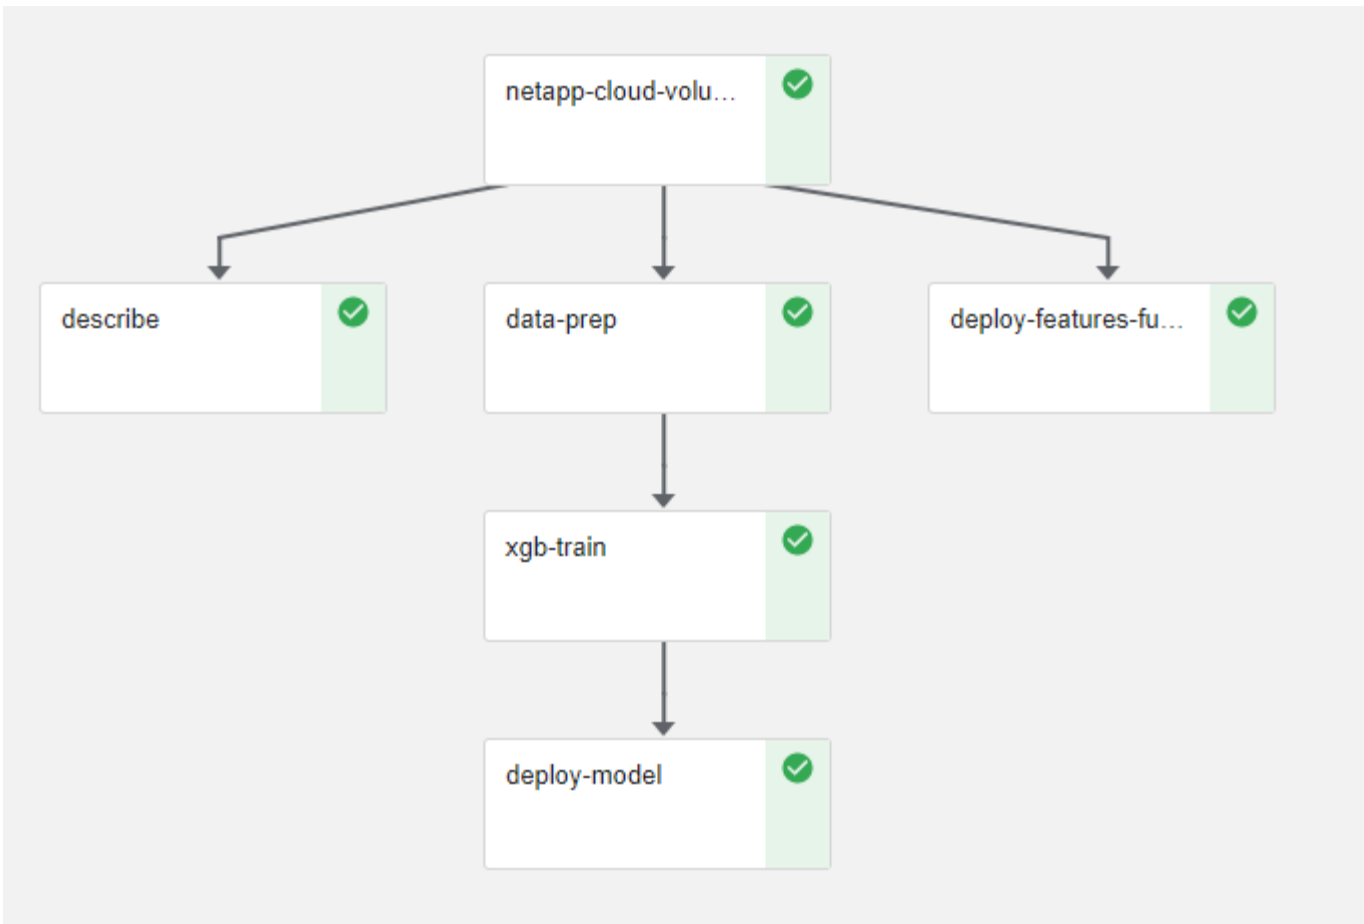 netapp-cloud-volu...
describe
data-prep
deploy-features-fu...
xgb-train
deploy-model